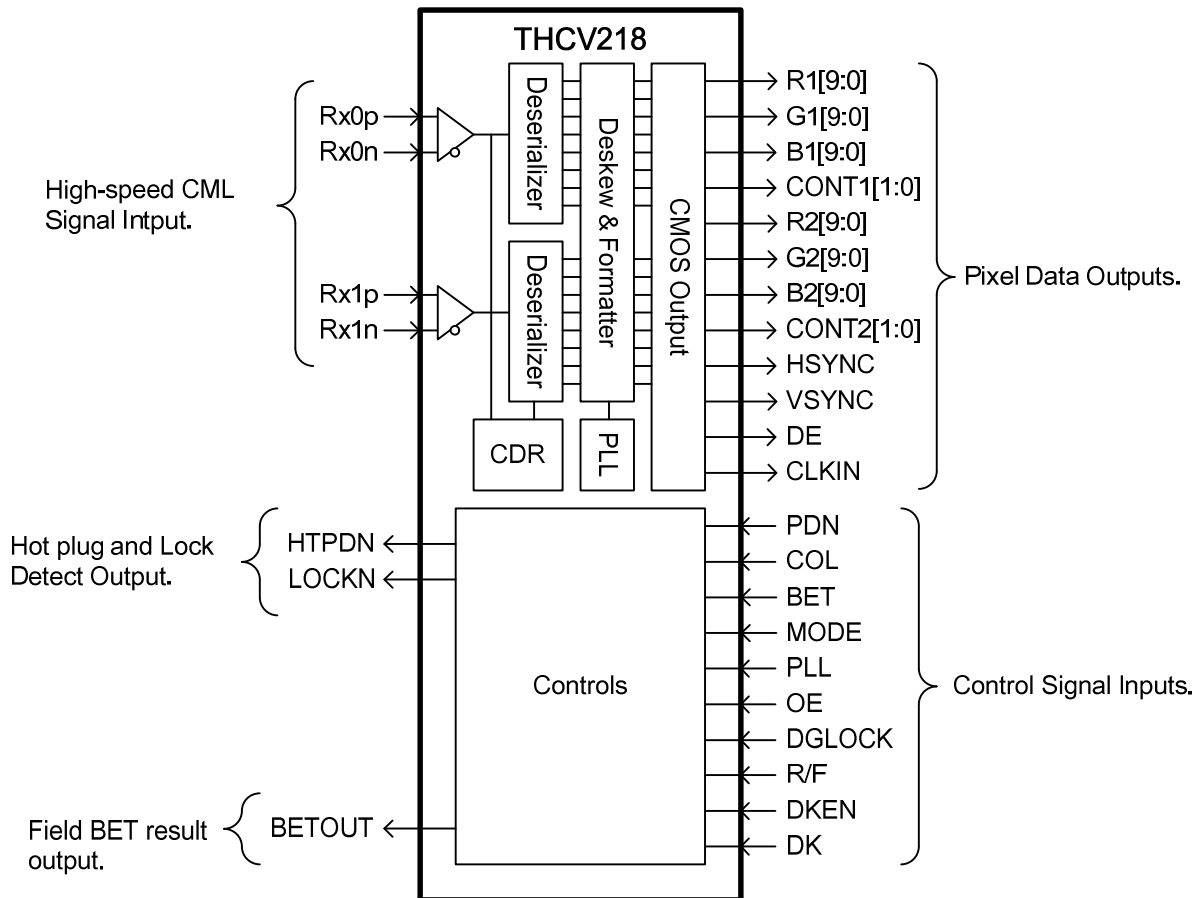 THCV218
High-speed CML
Signal Intput.
Rx0p
Rx0n
Rx1p
Rx1n
Deserializer
Deserializer
Deskew & Formatter
CMOS Output
CDR
PLL
R1[9:0]
G1[9:0]
B1[9:0]
CONT1[1:0]
R2[9:0]
G2[9:0]
B2[9:0]
CONT2[1:0]
HSYNC
VSYNC
DE
CLKIN
Pixel Data Outputs.
Hot plug and Lock
Detect Output.
HTPDN
LOCKN
Controls
PDN
COL
BET
MODE
PLL
OE
DGLOCK
R/F
DKEN
DK
Control Signal Inputs.
Field BET result
output.
BETOUT